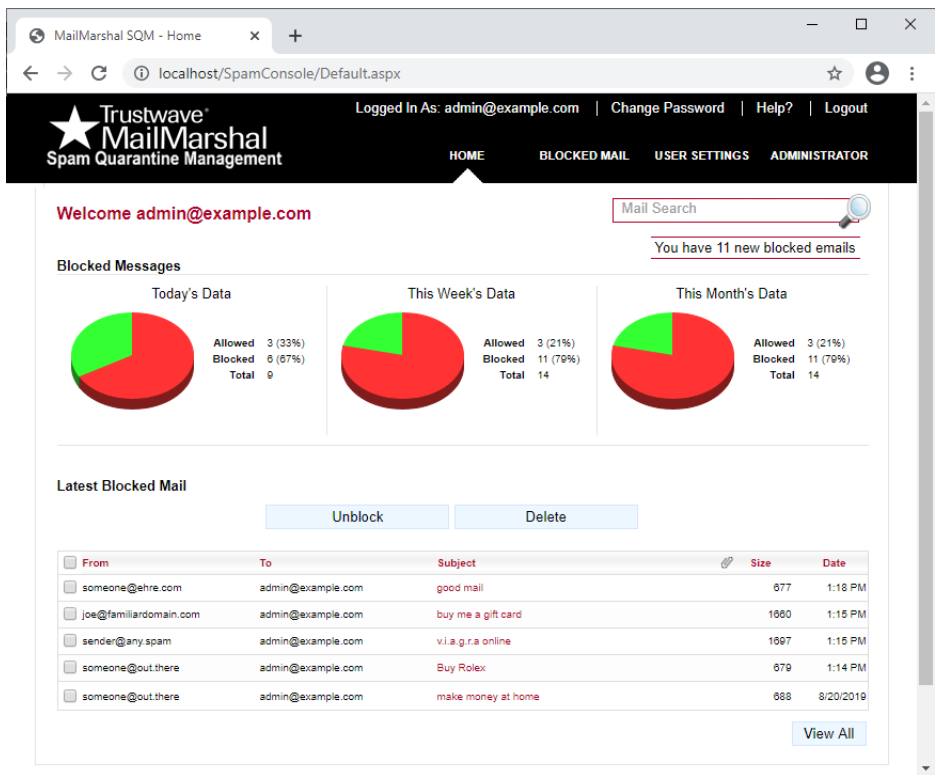 MailMarshal SQM - Home
localhost/SpamConsole/Default.aspx
Trustwave®
MailMarshal
Spam Quarantine Management
Logged In As: admin@example.com | Change Password | Help? | Logout
HOME BLOCKED MAIL USER SETTINGS ADMINISTRATOR
Welcome admin@example.com
Mail Search
You have 11 new blocked emails
Blocked Messages
Today's Data
Allowed 3 (33%)
Blocked 6 (67%)
Total 9
This Week's Data
Allowed 3 (21%)
Blocked 11 (79%)
Total 14
This Month's Data
Allowed 3 (21%)
Blocked 11 (79%)
Total 14
Latest Blocked Mail
Unblock Delete
From To Subject Size Date
someone@ehre.com admin@example.com good mail 677 1:18 PM
joe@familiardomain.com admin@example.com buy me a gift card 1660 1:15 PM
sender@any.spam admin@example.com v.i.a.g.r.a online 1697 1:15 PM
someone@out.there admin@example.com Buy Rolex 679 1:14 PM
someone@out.there admin@example.com make money at home 688 8/20/2019
View All